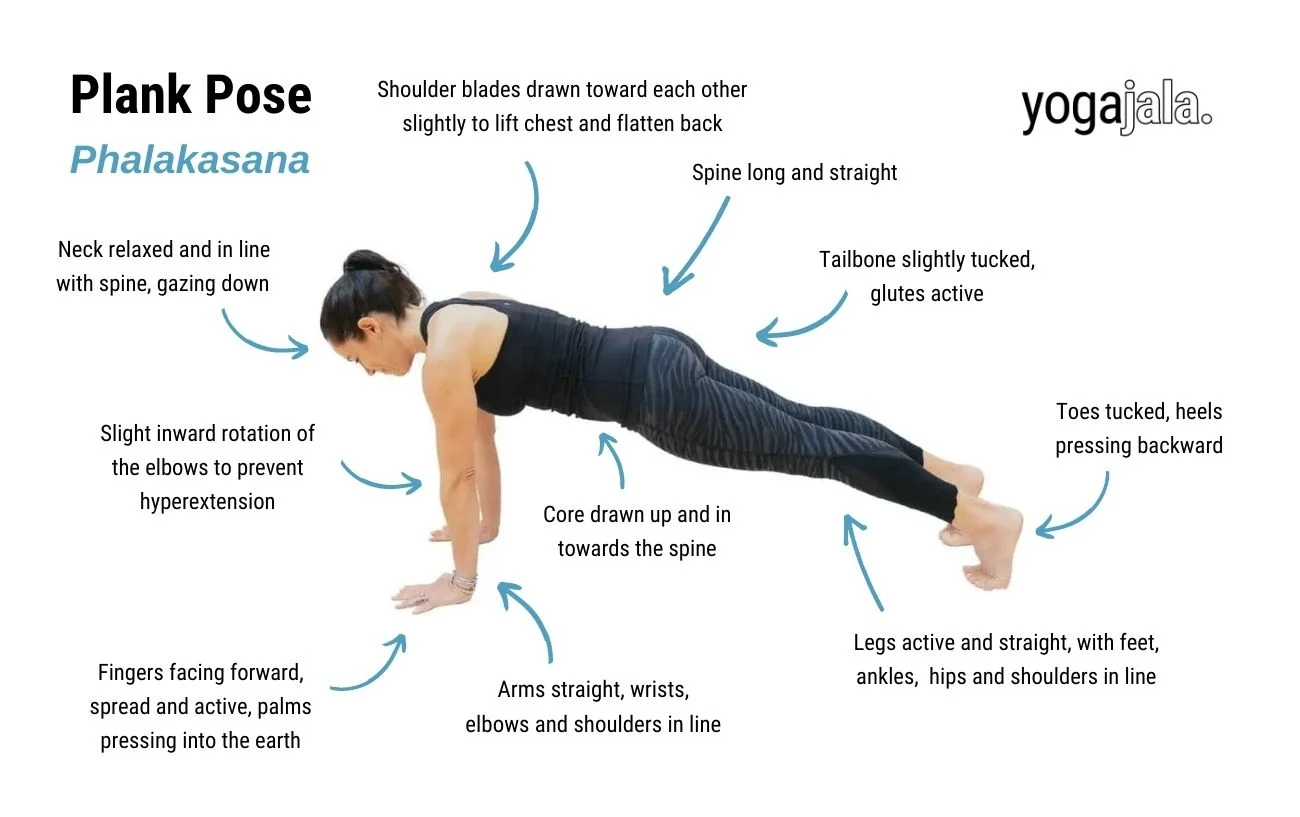 Plank Pose
Phalakasana
Shoulder blades drawn toward each other
slightly to lift chest and flatten back
yogajala.
Spine long and straight
Neck relaxed and in line
with spine, gazing down
Tailbone slightly tucked,
glutes active
Toes tucked, heels
pressing backward
Slight inward rotation of
the elbows to prevent
hyperextension
Core drawn up and in
towards the spine
Legs active and straight, with feet,
ankles,  hips and shoulders in line
Fingers facing forward,
spread and active, palms
pressing into the earth
Arms straight, wrists,
elbows and shoulders in line